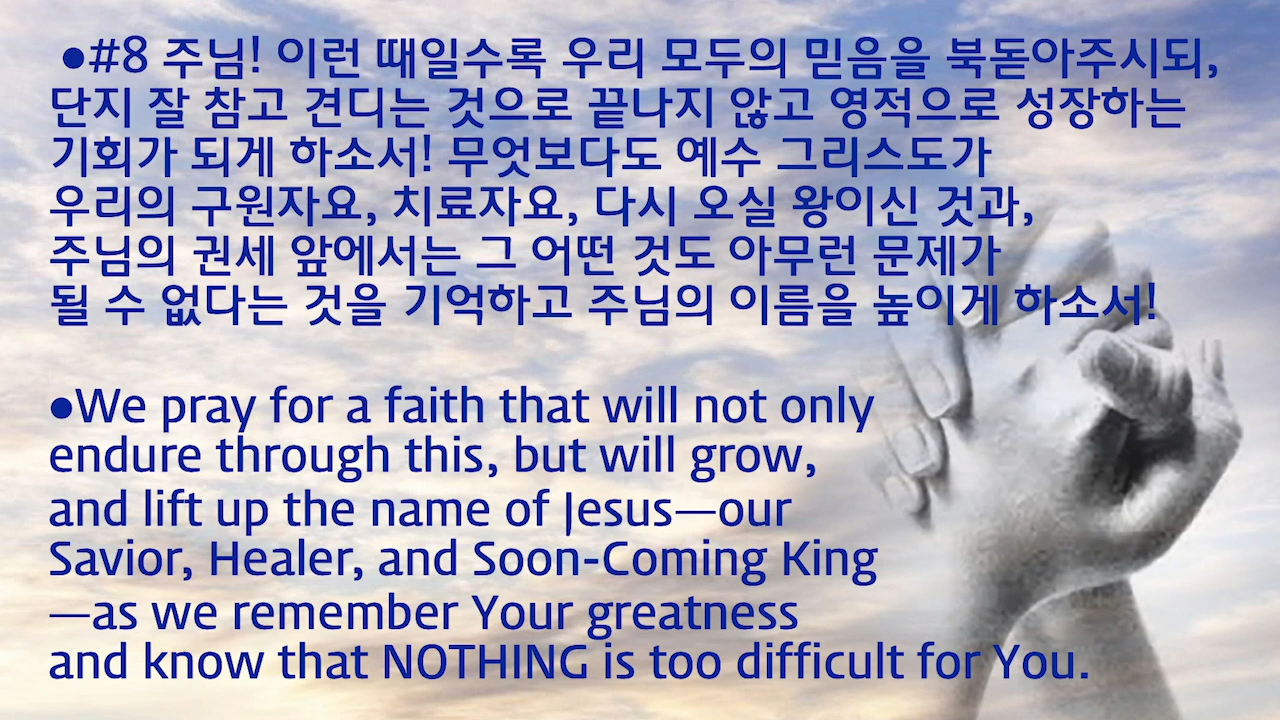 ●#8 주님! 이런 때일수록 우리 모두의 믿음을 북돋아주시되,
단지 잘 참고 견디는 것으로 끝나지 않고 영적으로 성장하는
기회가 되게 하소서! 무엇보다도 예수 그리스도가
우리의 구원자요, 치료자요, 다시 오실 왕이신 것과,
주님의 권세 앞에서는 그 어떤 것도 아무런 문제가
될 수 없다는 것을 기억하고 주님의 이름을 높이게 하소서!
●We pray for a faith that will not only
endure through this, but will grow,
and lift up the name of Jesus—our
Savior, Healer, and Soon-Coming King
—as we remember Your greatness
and know that NOTHING is too difficult for You.